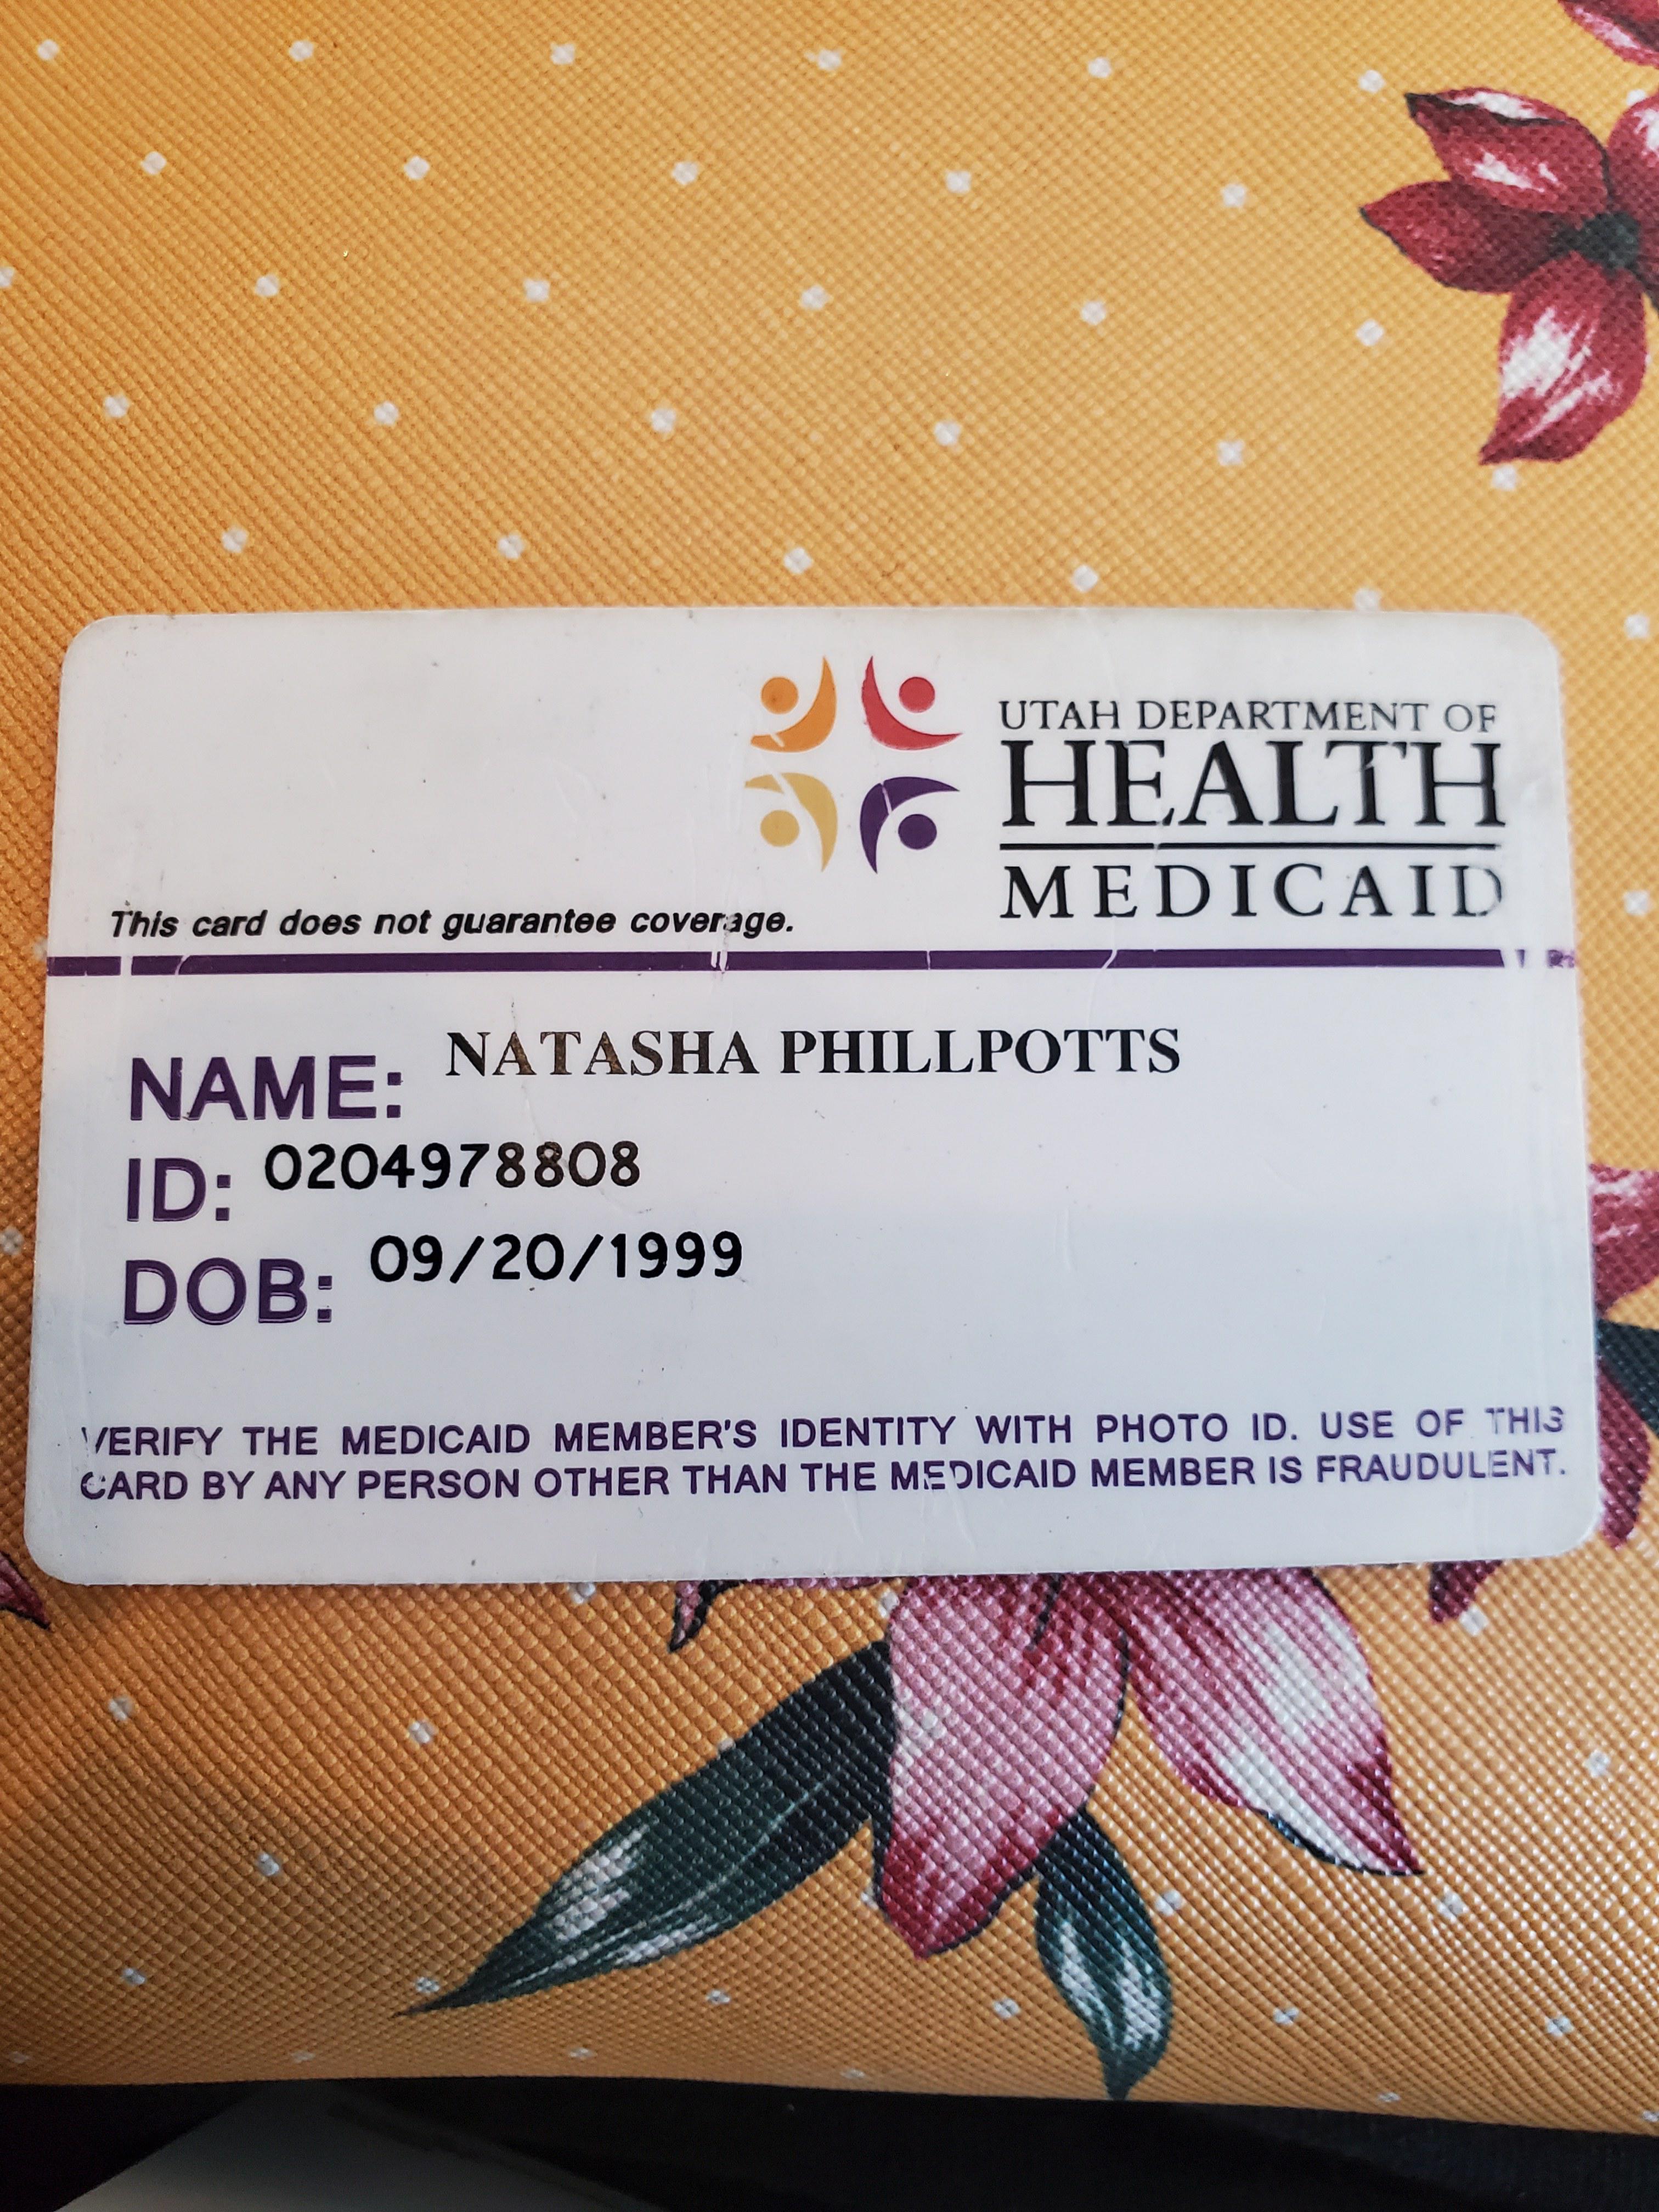 UTAH DEPARTMENT OF
HEALTH
MEDICAID
This card does not guarantee coverage.
NAME: NATASHA PHILLPOTTS
ID: 0204978808
DOB: 09/20/1999
VERIFY THE MEDICAID MEMBER'S IDENTITY WITH PHOTO ID. USE OF THIS
CARD BY ANY PERSON OTHER THAN THE MEDICAID MEMBER IS FRAUDULENT.